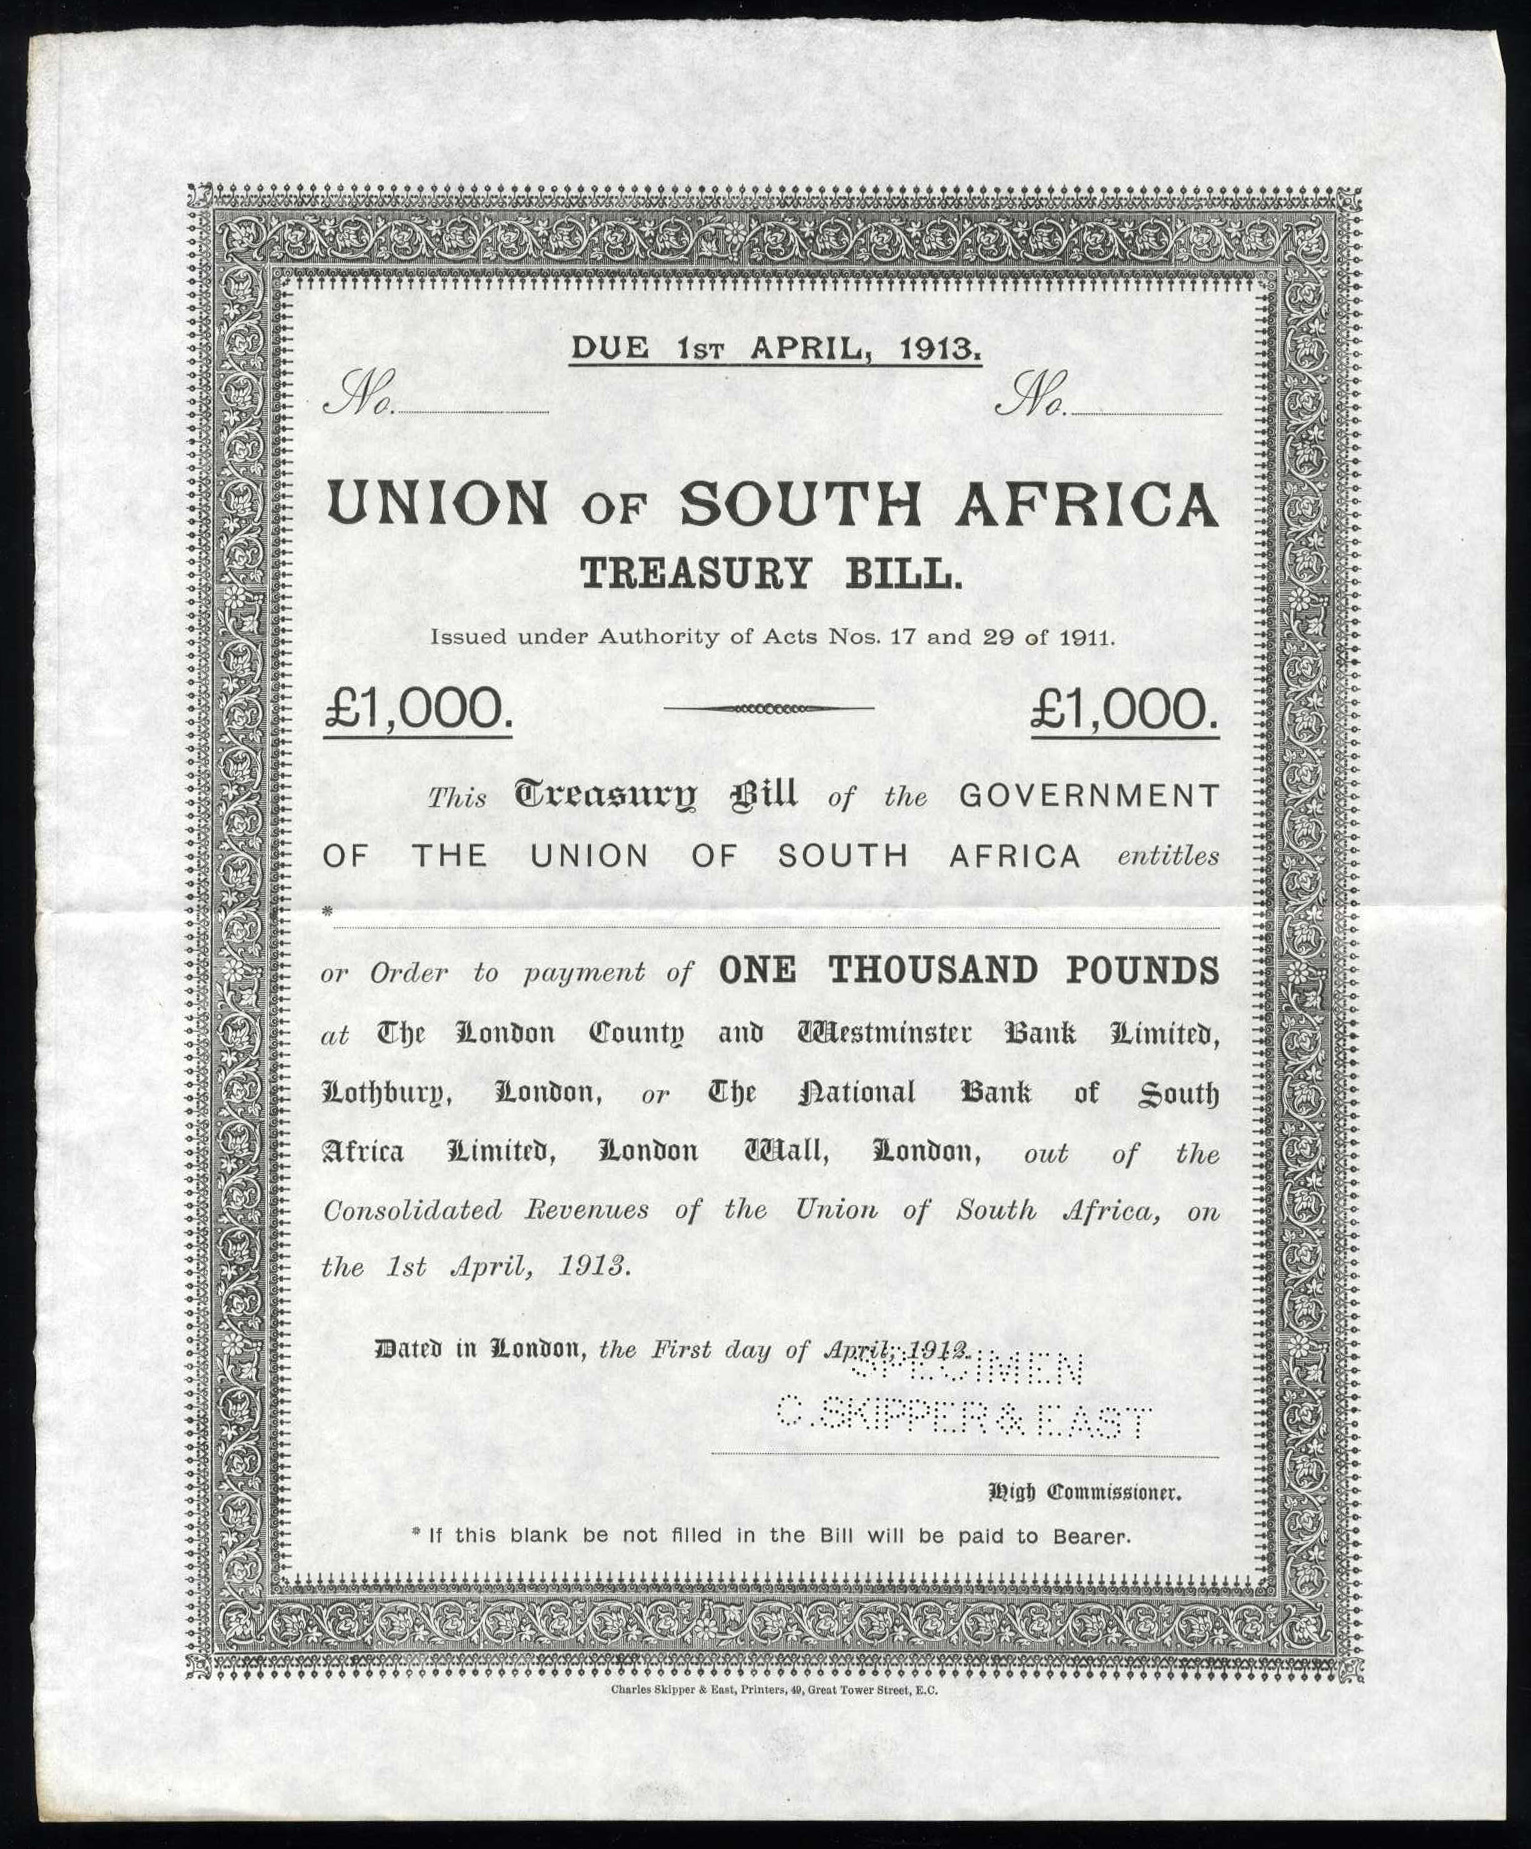 DUE 1ST APRIL, 1913.
No. No.
UNION OF SOUTH AFRICA
TREASURY BILL.
Issued under Authority of Acts Nos. 17 and 29 of 1911.
£1,000. £1,000.
This Treasury Bill of the GOVERNMENT
OF THE UNION OF SOUTH AFRICA entitles
*
or Order to payment of ONE THOUSAND POUNDS
at The London County and Westminster Bank Limited,
Lothbury, London, or The National Bank of South
Africa Limited, London Wall, London, out of the
Consolidated Revenues of the Union of South Africa, on
the 1st April, 1913.
Dated in London, the First day of April, 1912.
SPECIMEN
C. SKIPPER & EAST
High Commissioner.
* If this blank be not filled in the Bill will be paid to Bearer.
Charles Skipper & East, Printers, 49, Great Tower Street, E.C.